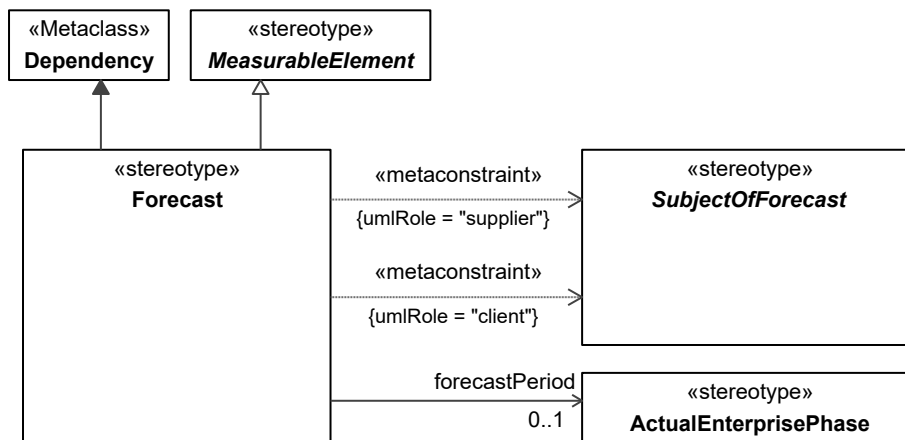 «Metaclass»
Dependency
«stereotype»
MeasurableElement
«stereotype»
Forecast
«metaconstraint»
{umlRole = "supplier"}
«metaconstraint»
{umlRole = "client"}
forecastPeriod
0..1
«stereotype»
SubjectOfForecast
«stereotype»
ActualEnterprisePhase